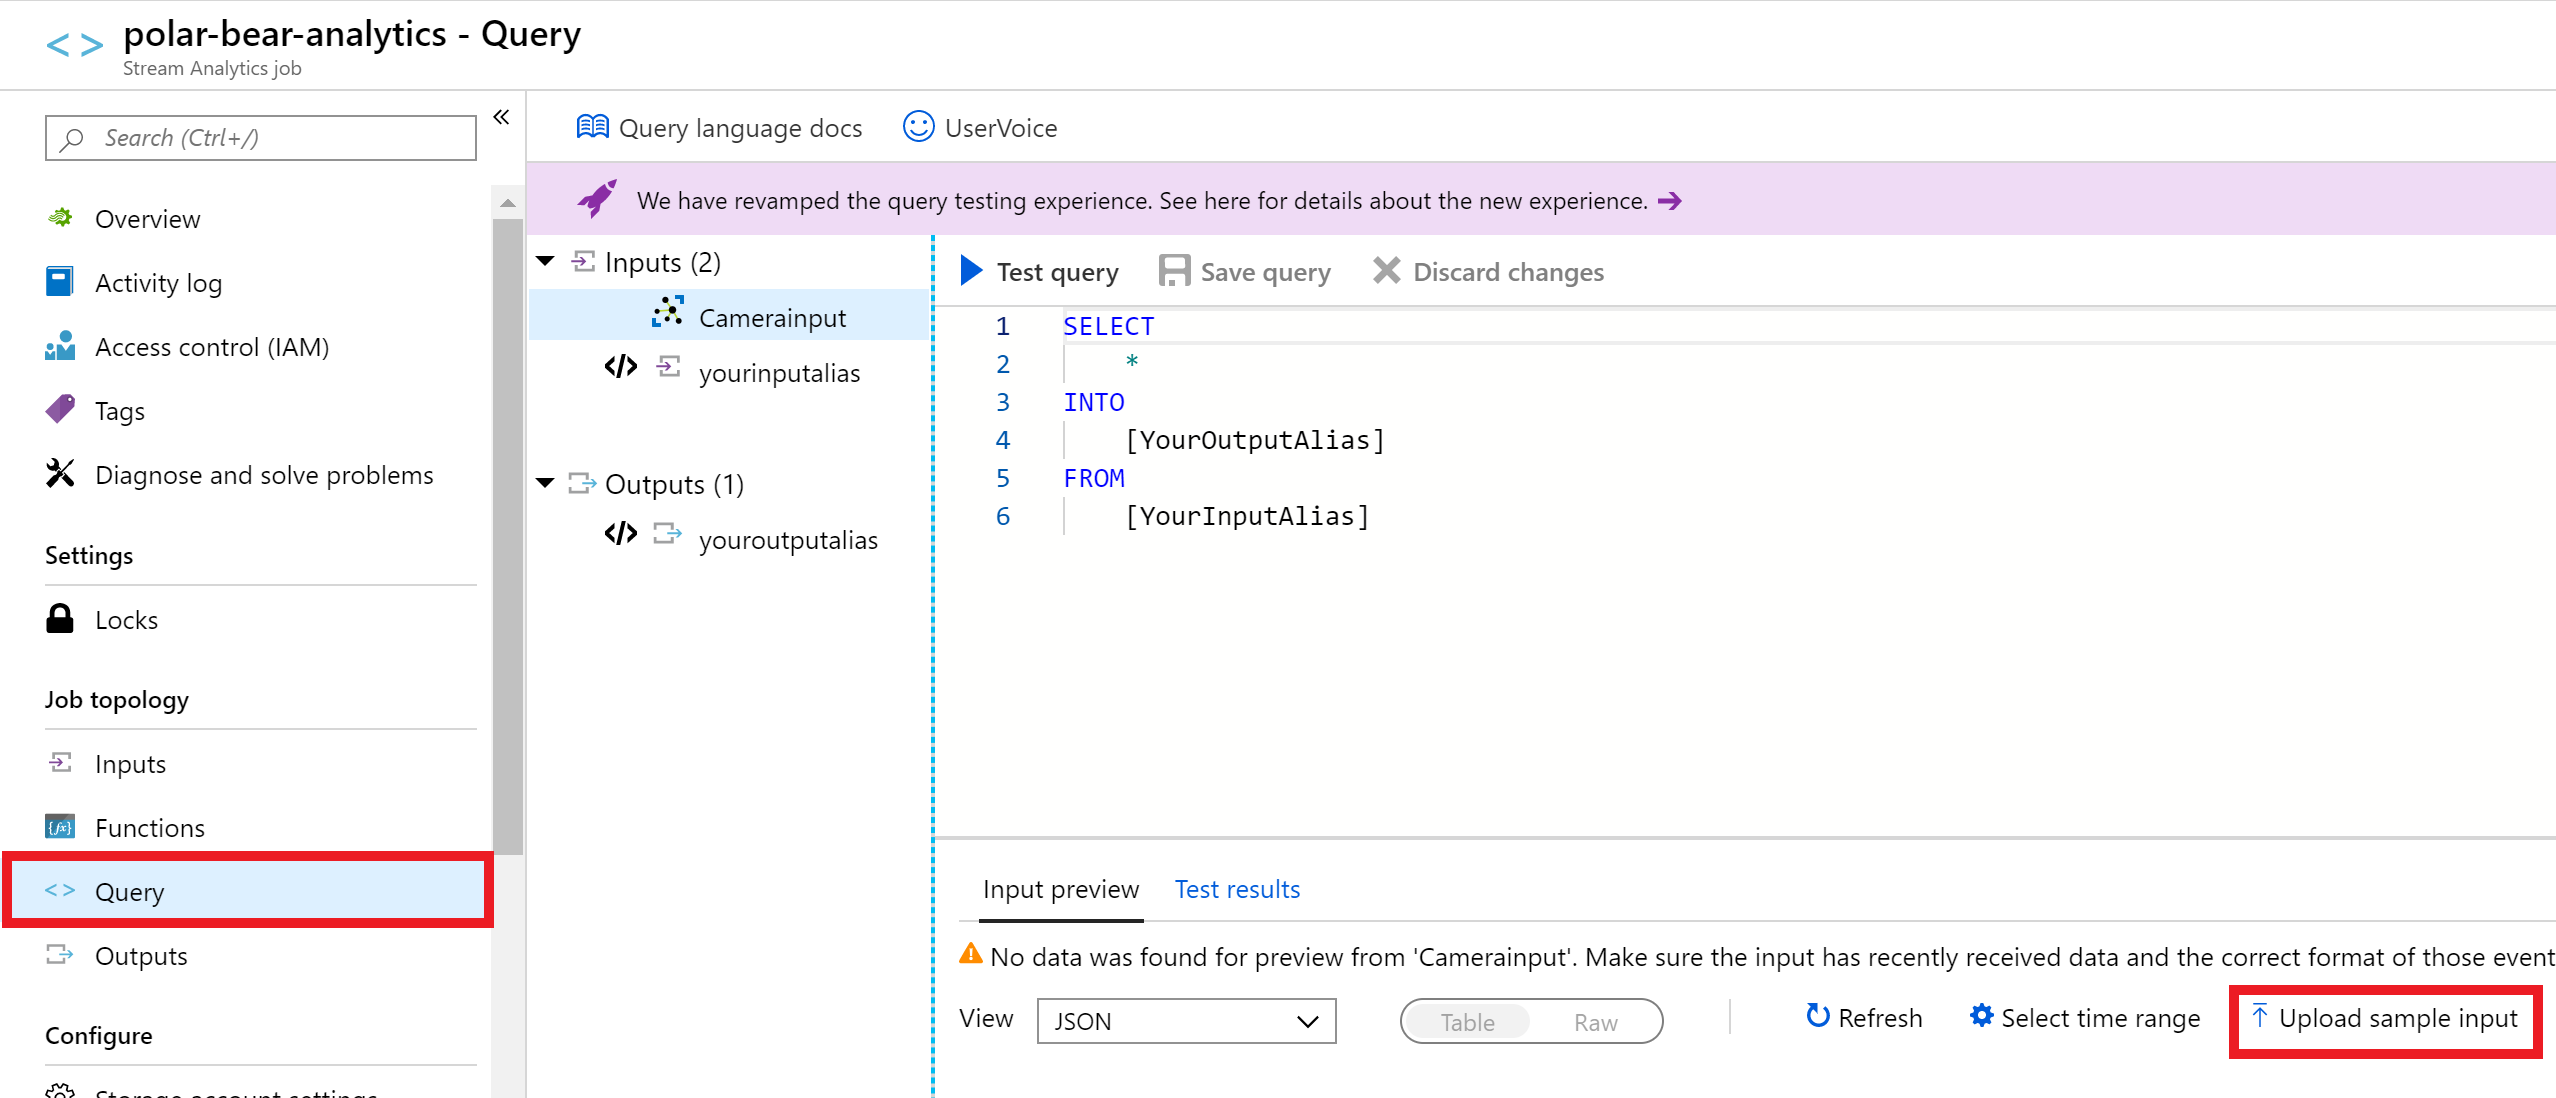 polar-bear-analytics - Query
Stream Analytics job
Search (Ctrl+/)
Overview
Activity log
Access control (IAM)
Tags
Diagnose and solve problems
Settings
Locks
Job topology
Inputs
Functions
Query
Outputs
Configure
Storage account settings
Query language docs
UserVoice
We have revamped the query testing experience. See here for details about the new experience.
Inputs (2)
Camerainput
yourinputalias
Outputs (1)
youroutputalias
Test query
Save query
Discard changes
1 SELECT
2 *
3 INTO
4 [YourOutputAlias]
5 FROM
6 [YourInputAlias]
Input preview
Test results
No data was found for preview from 'Camerainput'. Make sure the input has recently received data and the correct format of those event
View
JSON
Table
Raw
Refresh
Select time range
Upload sample input